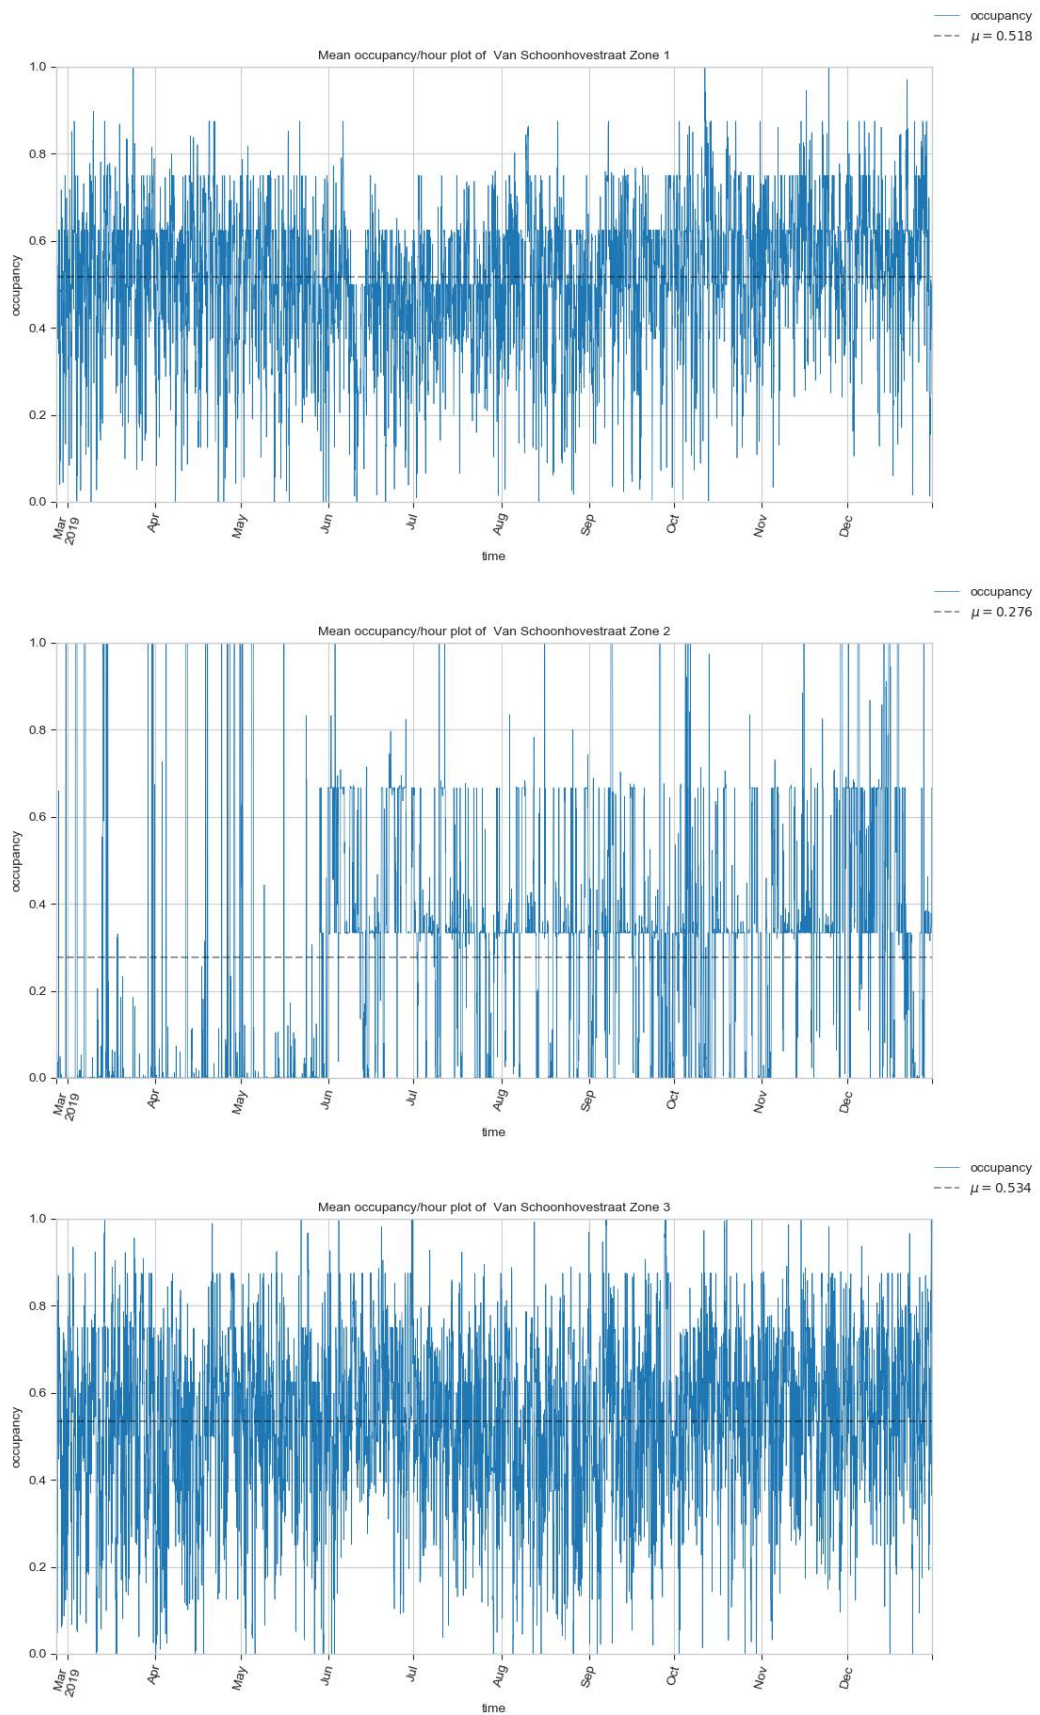 occupancy
μ = 0.518
Mean occupancy/hour plot of Van Schoonhovestraat Zone 1
1.0
0.8
0.6
0.4
0.2
0.0
occupancy
Mar
2019
Apr
May
Jun
Jul
Aug
Sep
Oct
Nov
Dec
time
occupancy
μ = 0.276
Mean occupancy/hour plot of Van Schoonhovestraat Zone 2
1.0
0.8
0.6
0.4
0.2
0.0
occupancy
Mar
2019
Apr
May
Jun
Jul
Aug
Sep
Oct
Nov
Dec
time
occupancy
μ = 0.534
Mean occupancy/hour plot of Van Schoonhovestraat Zone 3
1.0
0.8
0.6
0.4
0.2
0.0
occupancy
Mar
2019
Apr
May
Jun
Jul
Aug
Sep
Oct
Nov
Dec
time